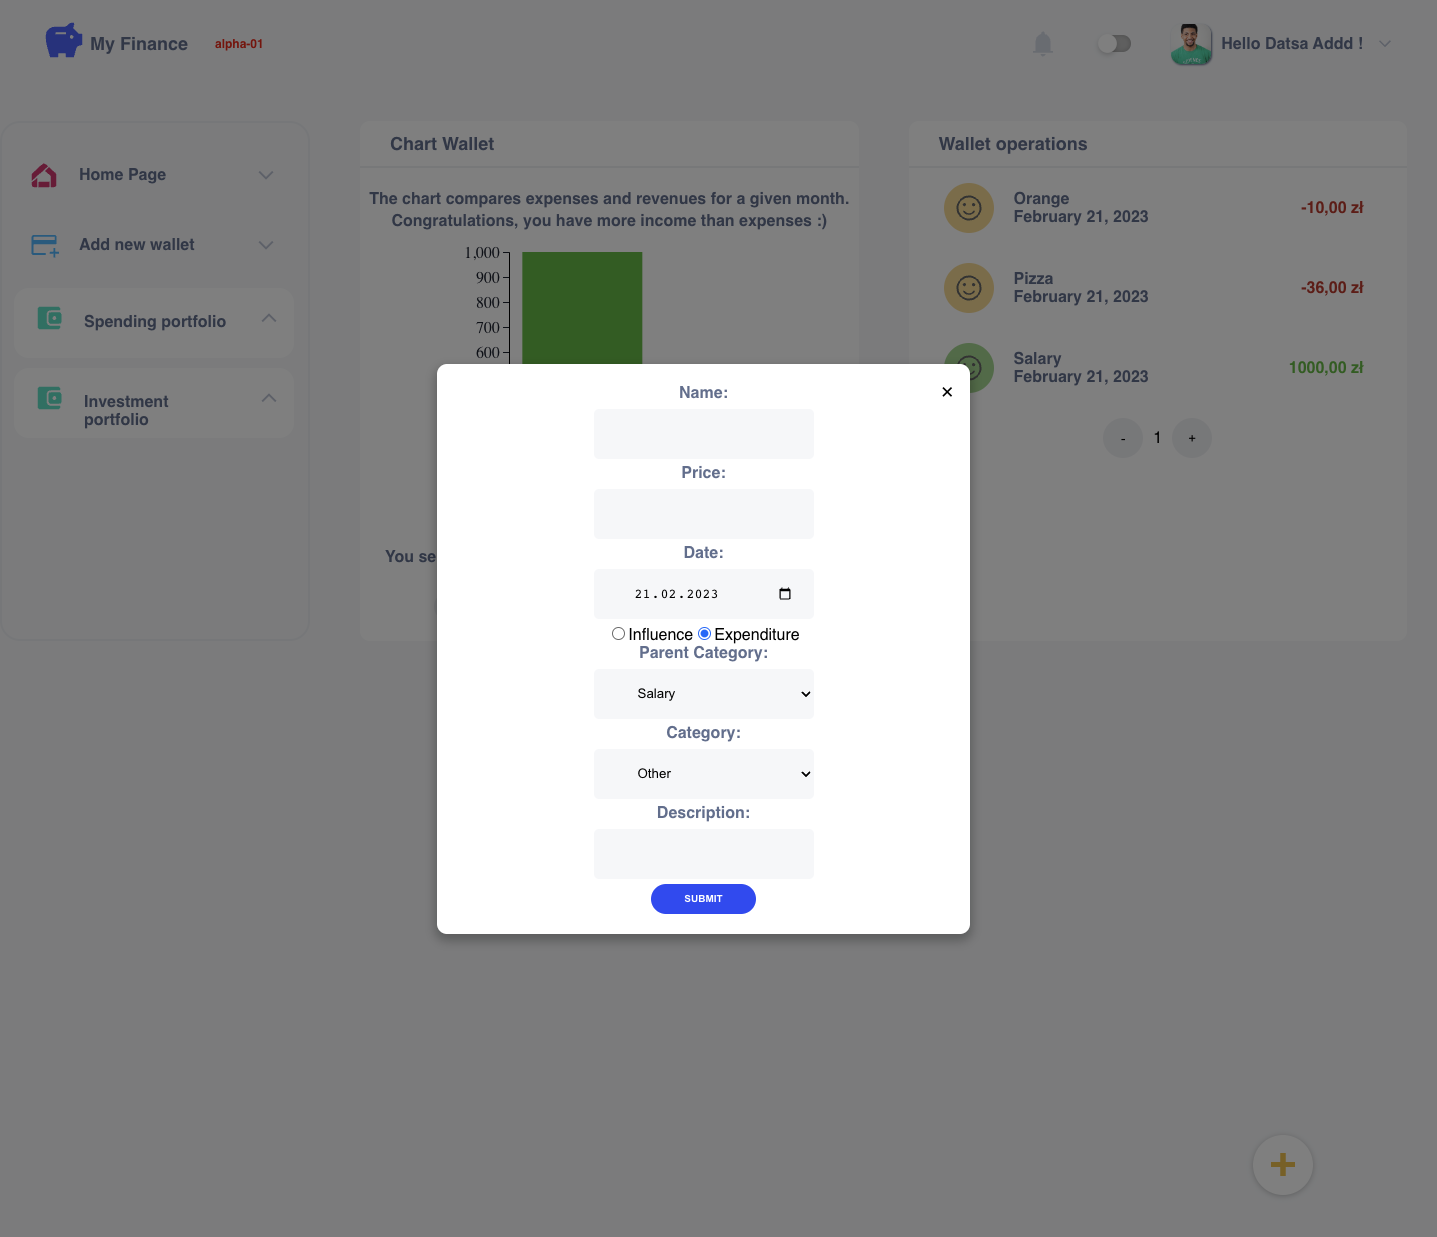 My Finance
alpha-01
Hello Datsa Addd !
Home Page
Add new wallet
Spending portfolio
Investment
portfolio
Chart Wallet
The chart compares expenses and revenues for a given month.
Congratulations, you have more income than expenses :)
1,000
900
800
700
600
You se
Wallet operations
Orange
February 21, 2023
-10,00 zł
Pizza
February 21, 2023
-36,00 zł
Salary
February 21, 2023
1000,00 zł
- 1 +
Name:
Price:
Date:
21.02.2023
Influence Expenditure
Parent Category:
Salary
Category:
Other
Description:
SUBMIT